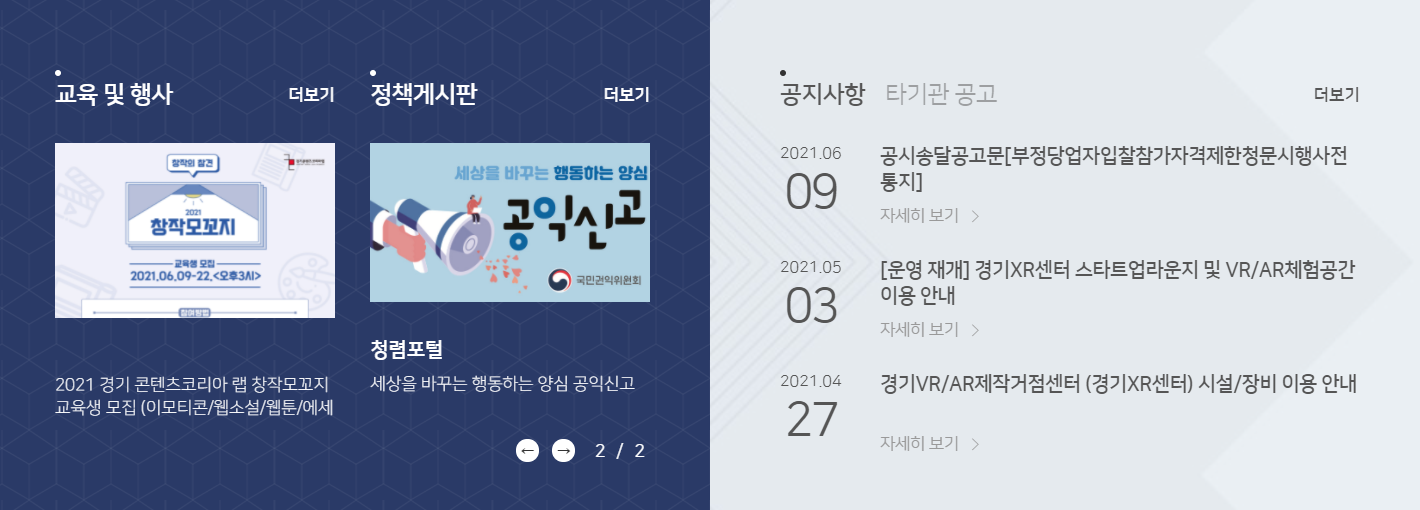 교육 및 행사
더보기
창작의 참견
2021
창작모꼬지
교육생 모집
2021.06.09-22.<오후3시>
참여방법
2021 경기 콘텐츠코리아 랩 창작모꼬지
교육생 모집 (이모티콘/웹소설/웹툰/에세
정책게시판
더보기
세상을 바꾸는 행동하는 양심
공익신고
국민권익위원회
청렴포털
세상을 바꾸는 행동하는 양심 공익신고
← → 2 / 2
공지사항 타기관 공고
더보기
2021.06
09
공시송달공고문[부정당업자입찰참가자격제한청문시행사전
통지]
자세히 보기 >
2021.05
03
[운영 재개] 경기XR센터 스타트업라운지 및 VR/AR체험공간
이용 안내
자세히 보기 >
2021.04
27
경기VR/AR제작거점센터 (경기XR센터) 시설/장비 이용 안내
자세히 보기 >